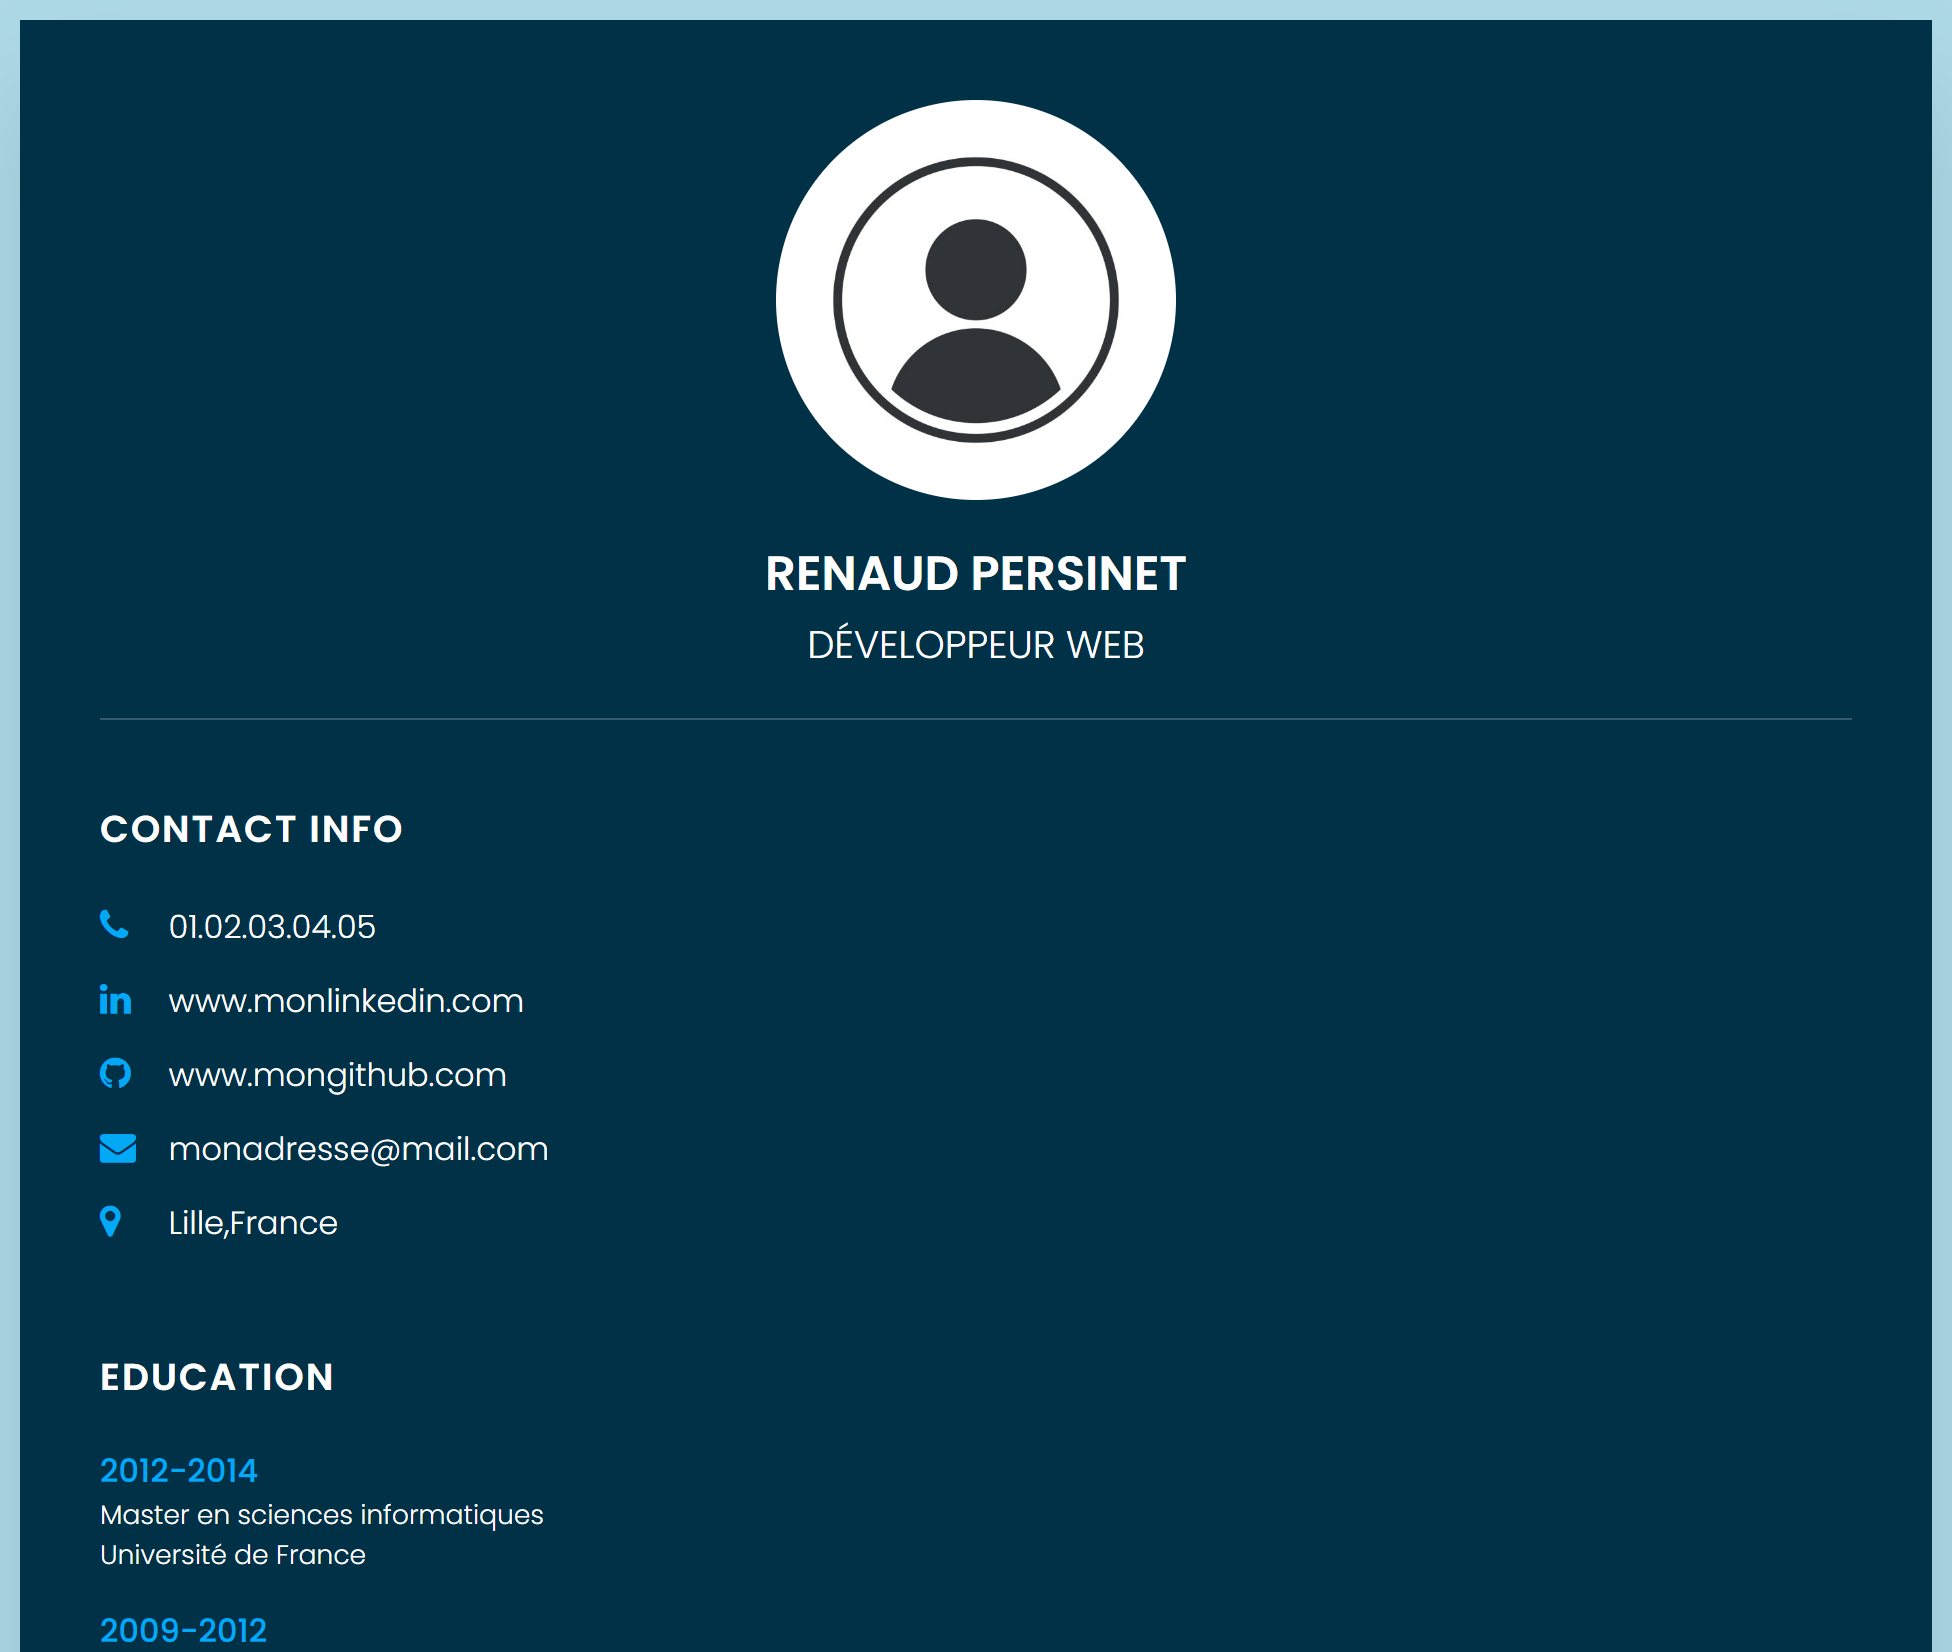 RENAUD PERSINET
DÉVELOPPEUR WEB
CONTACT INFO
01.02.03.04.05
www.monlinkedin.com
www.mongithub.com
monadresse@mail.com
Lille,France
EDUCATION
2012-2014
Master en sciences informatiques
Université de France
2009-2012